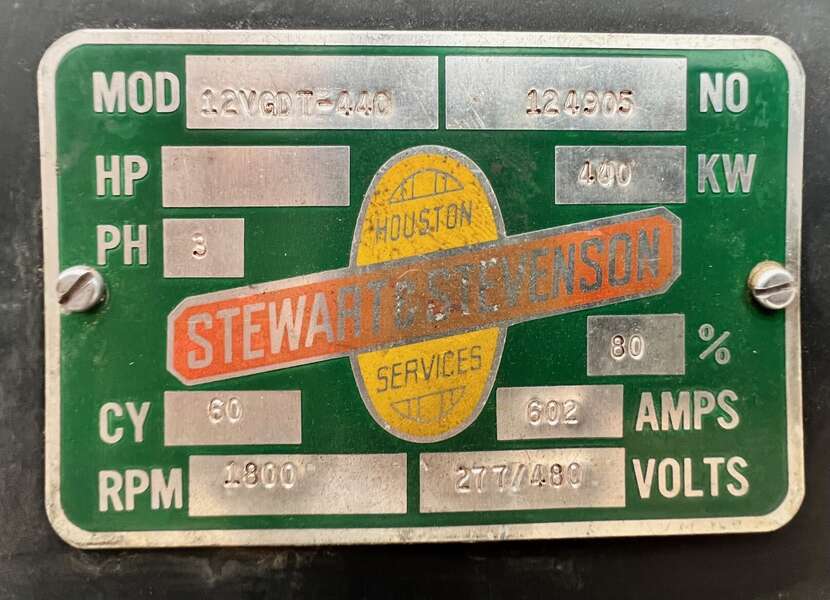 MOD 12VGDT-440 124905 NO
HP 440 KW
PH 3
HOUSTON
STEWART & STEVENSON
SERVICES
80 %
CY 60 602 AMPS
RPM 1800 277/480 VOLTS